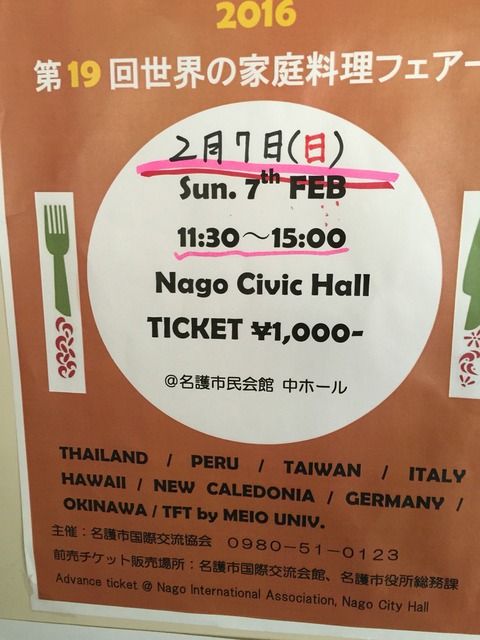 2016
第19回世界の家庭料理フェアー
2月7日(日)
Sun. 7th FEB
11:30～15:00
Nago Civic Hall
TICKET ¥1,000-
@名護市民会館 中ホール
THAILAND / PERU / TAIWAN / ITALY
HAWAII / NEW CALEDONIA / GERMANY /
OKINAWA / TFT by MEIO UNIV.
主催：名護市国際交流協会 0980-51-0123
前売チケット販売場所：名護市国際交流会館、名護市役所総務課
Advance ticket @ Nago International Association, Nago City Hall